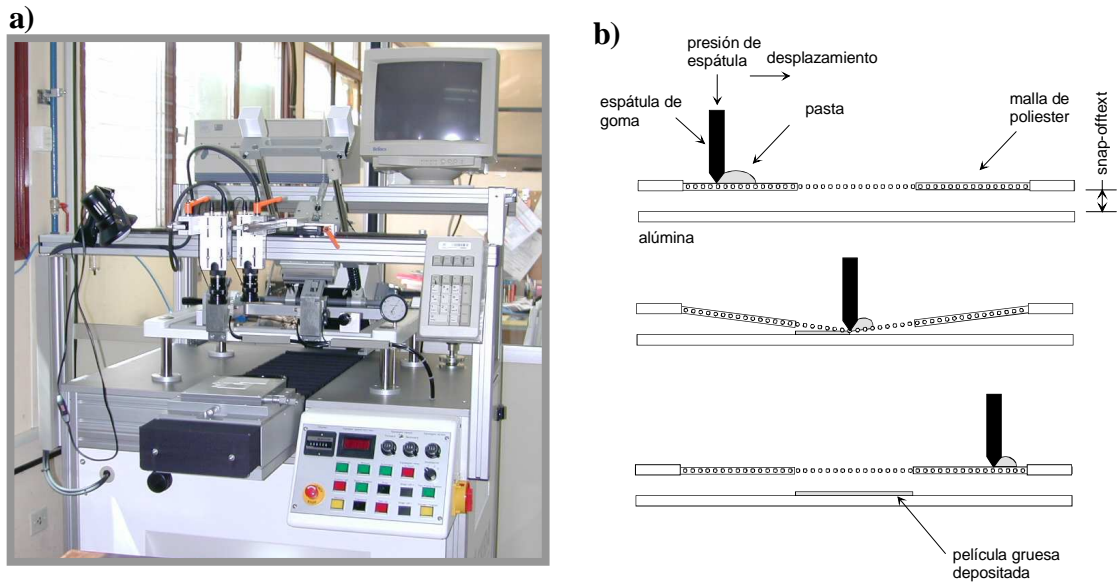 a)
b)
presión de
espátula
desplazamiento
espátula de
goma
pasta
malla de
poliester
snap-offtext
alúmina
película gruesa
depositada